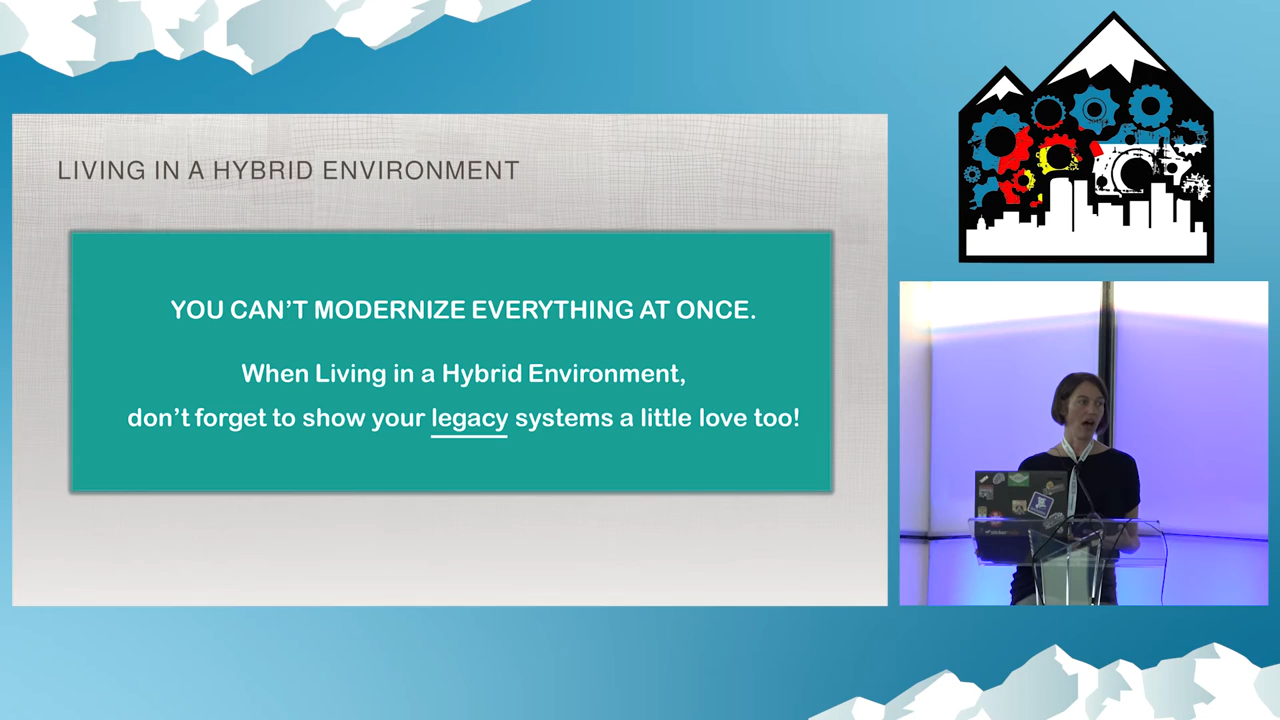 LIVING IN A HYBRID ENVIRONMENT
YOU CAN'T MODERNIZE EVERYTHING AT ONCE.
When Living in a Hybrid Environment,
don't forget to show your legacy systems a little love too!